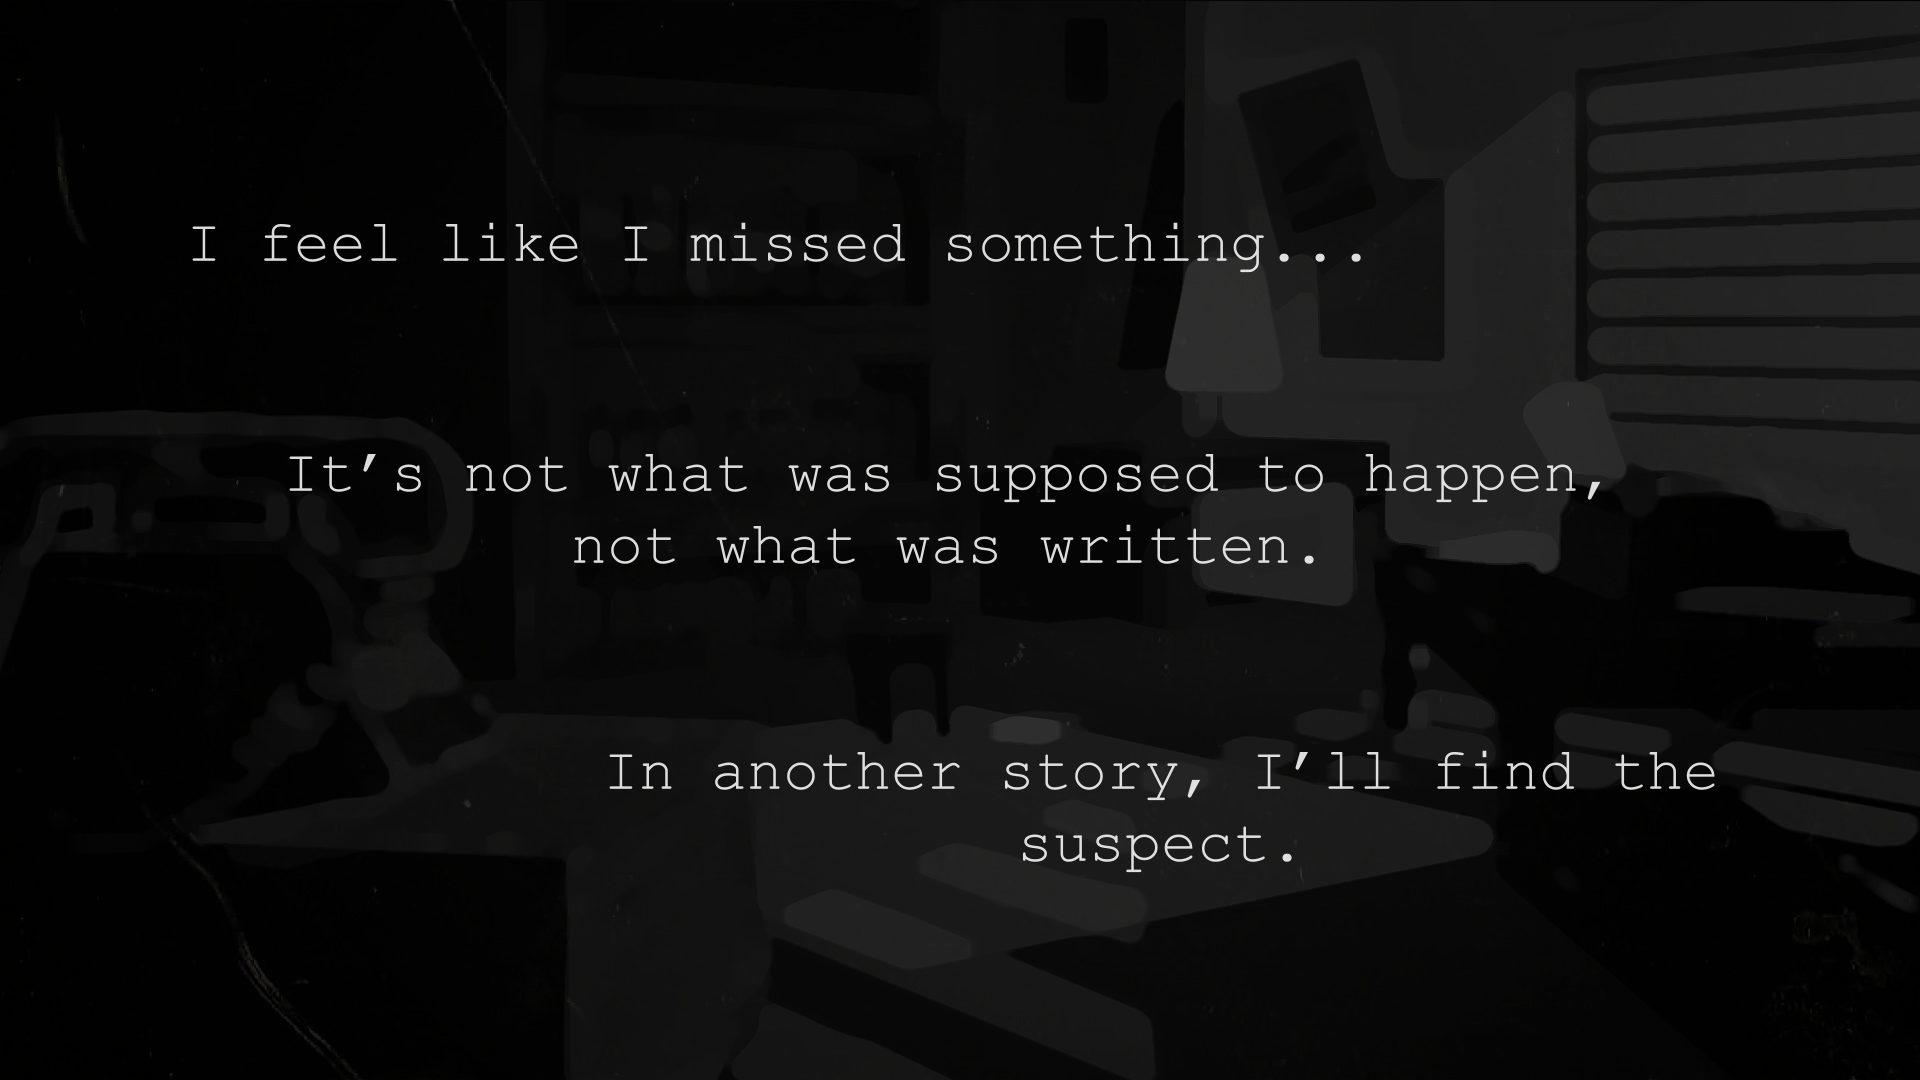 I feel like I missed something...
It’s not what was supposed to happen,
not what was written.
In another story, I’ll find the
suspect.